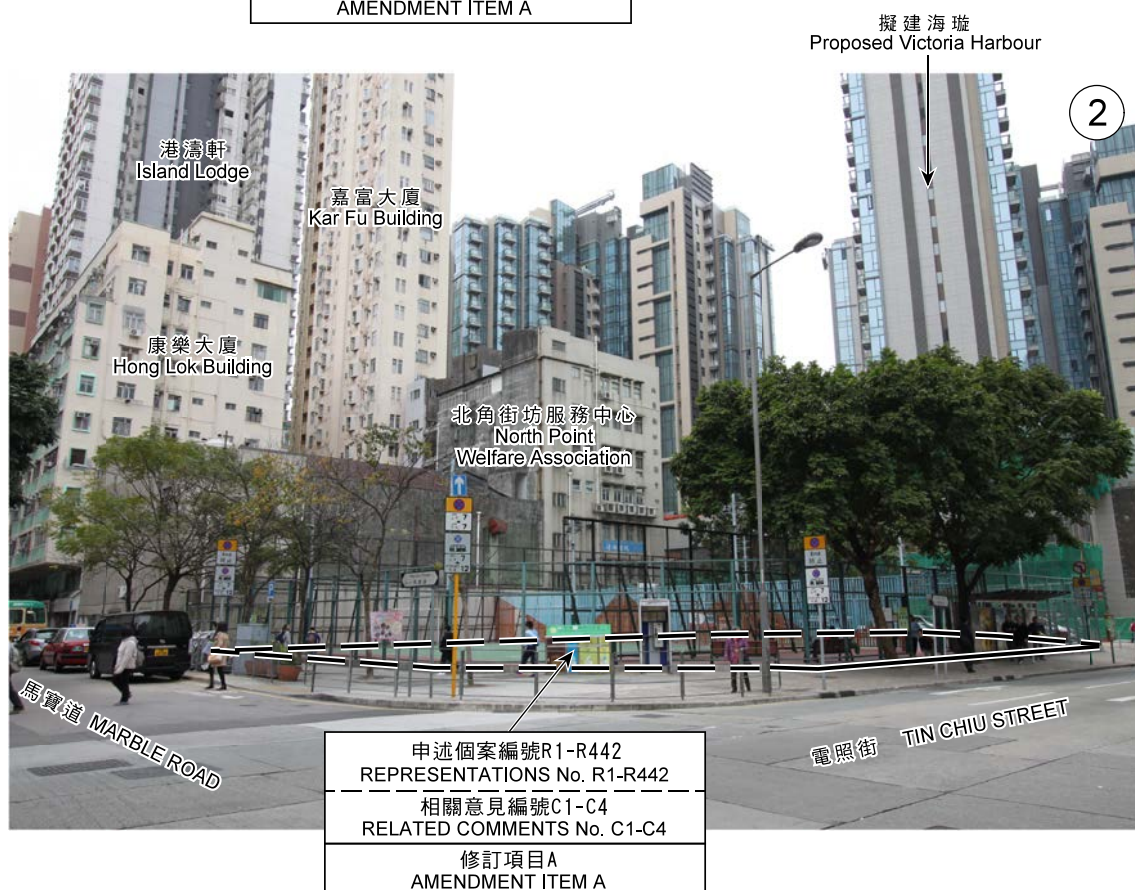 AMENDMENT ITEM A
擬建海璇
Proposed Victoria Harbour
2
港濤軒
Island Lodge
嘉富大廈
Kar Fu Building
康樂大廈
Hong Lok Building
北角街坊服務中心
North Point
Welfare Association
馬寶道 MARBLE ROAD
電照街 TIN CHIU STREET
申述個案編號R1-R442
REPRESENTATIONS No. R1-R442
相關意見編號C1-C4
RELATED COMMENTS No. C1-C4
修訂項目A
AMENDMENT ITEM A